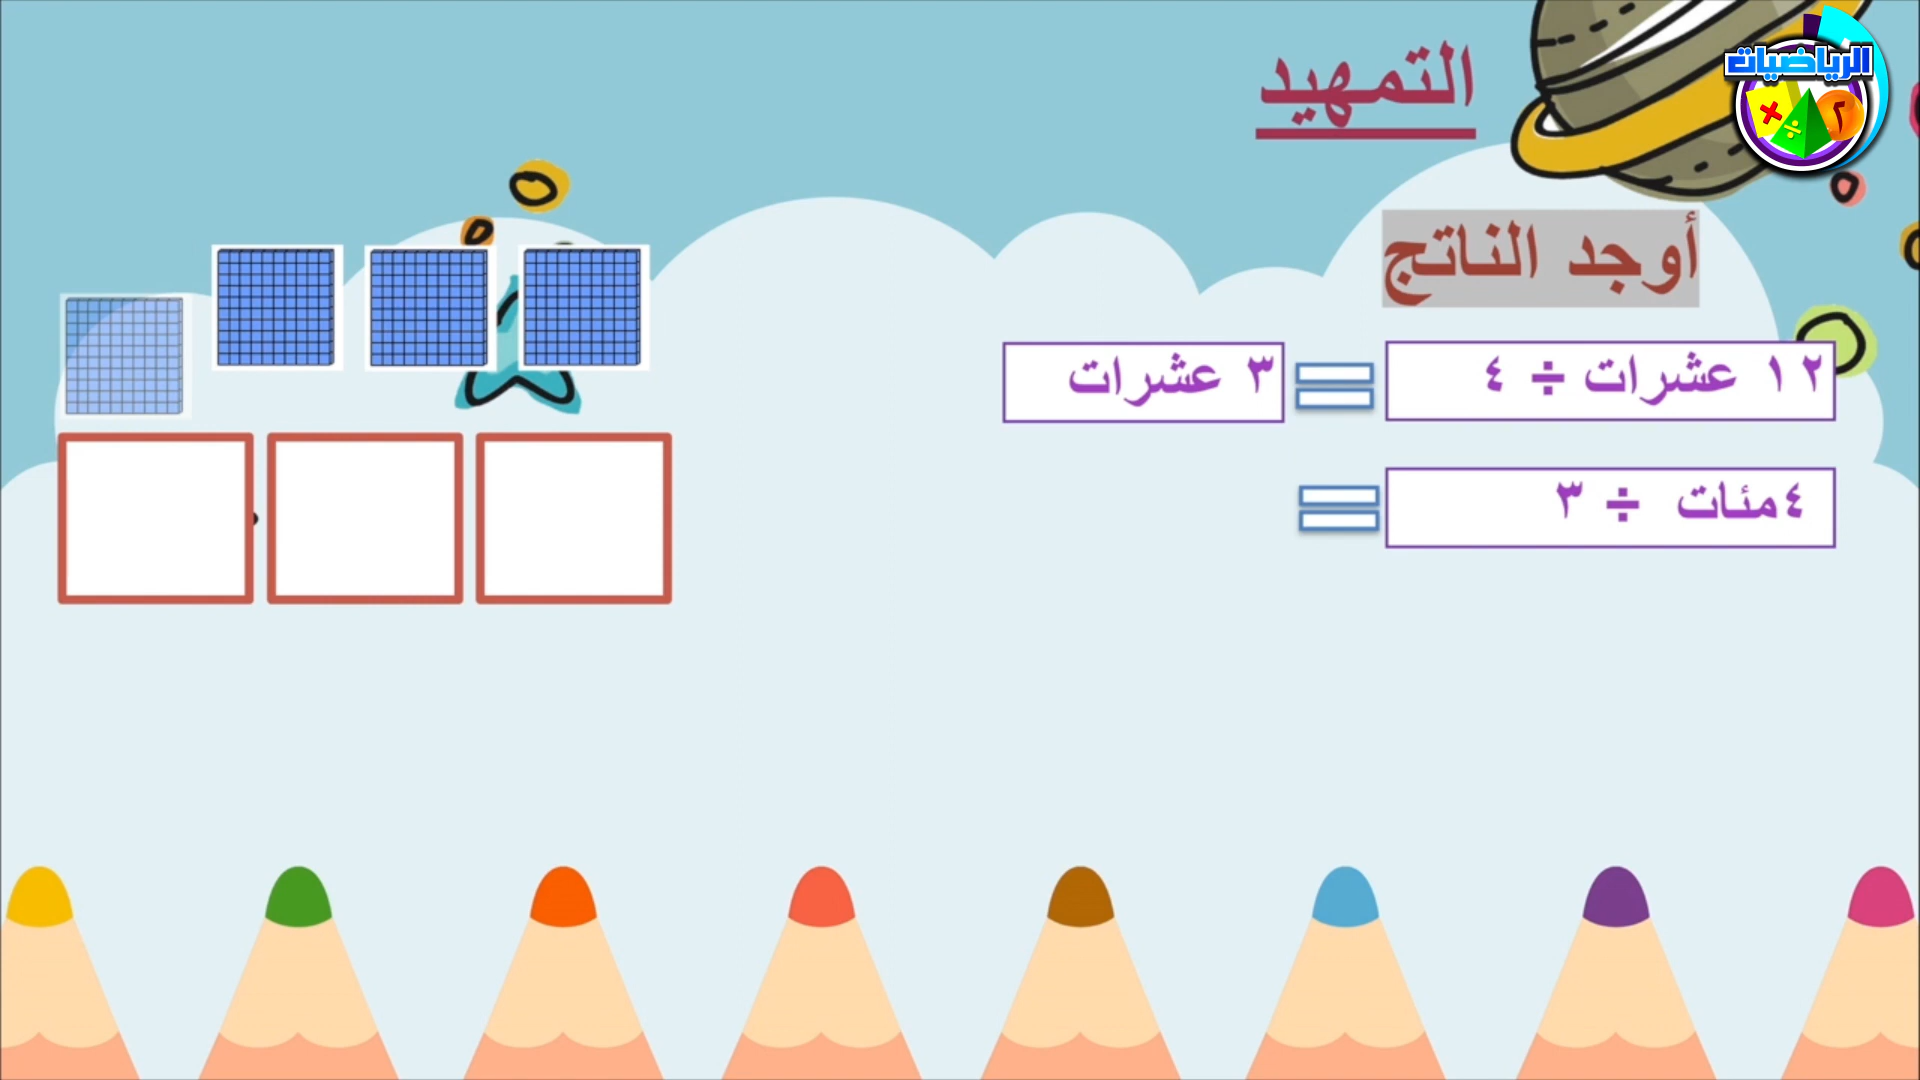 الرياضيات
٢
التمهيد
أوجد الناتج
١٢ عشرات ÷ ٤ = ٣ عشرات
٤مئات ÷ ٣ =